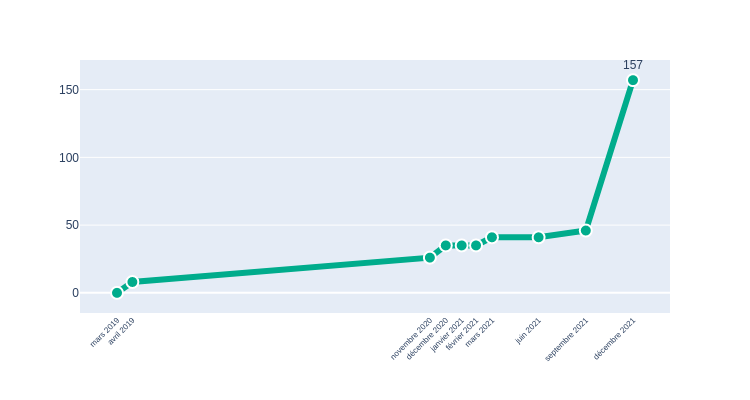 157
150
100
50
0
mars 2019
avril 2019
novembre 2020
décembre 2020
janvier 2021
février 2021
mars 2021
juin 2021
septembre 2021
décembre 2021